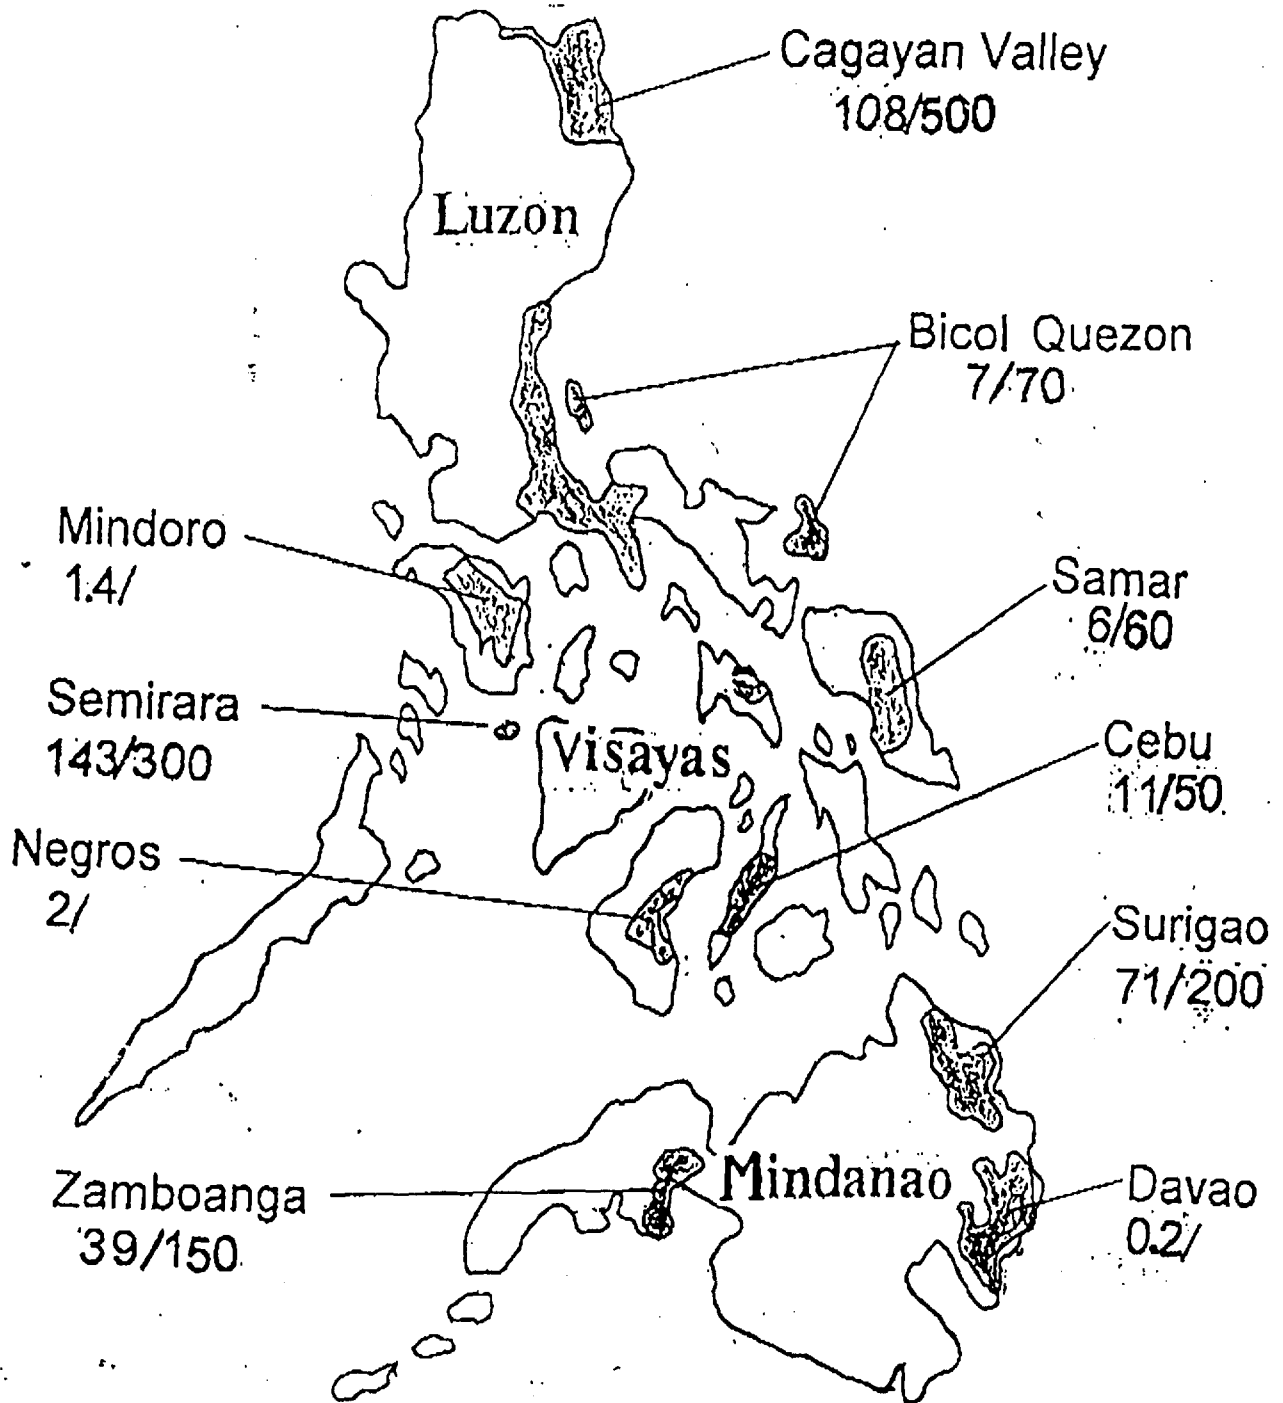 Cagayan Valley
108/500
Luzon
Bicol Quezon
7/70
Mindoro
1.4/
Samar
6/60
Semirara
143/300
Visayas
Cebu
11/50
Negros
2/
Surigao
71/200
Zamboanga
39/150
Mindanao
Davao
0.2/